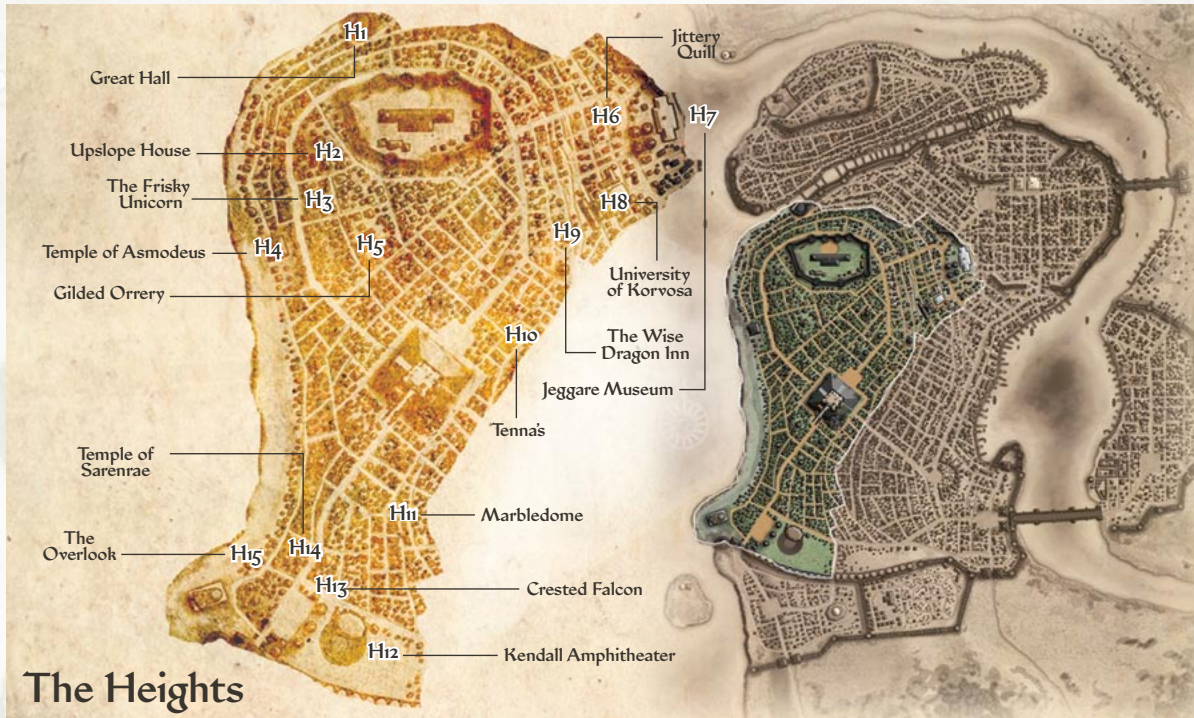 H1
Jittery
Quill
Great Hall
H6
H7
Upslope House
H2
The Frisky
Unicorn
H3
H8
H9
Temple of Asmodeus
H4
H5
University
of Korvosa
Gilded Orrery
H10
The Wise
Dragon Inn
Jeggare Museum
Tenna's
Temple of
Sarenrae
H11
Marbledome
The
Overlook
H15
H14
H13
Crested Falcon
H12
Kendall Amphitheater
The Heights